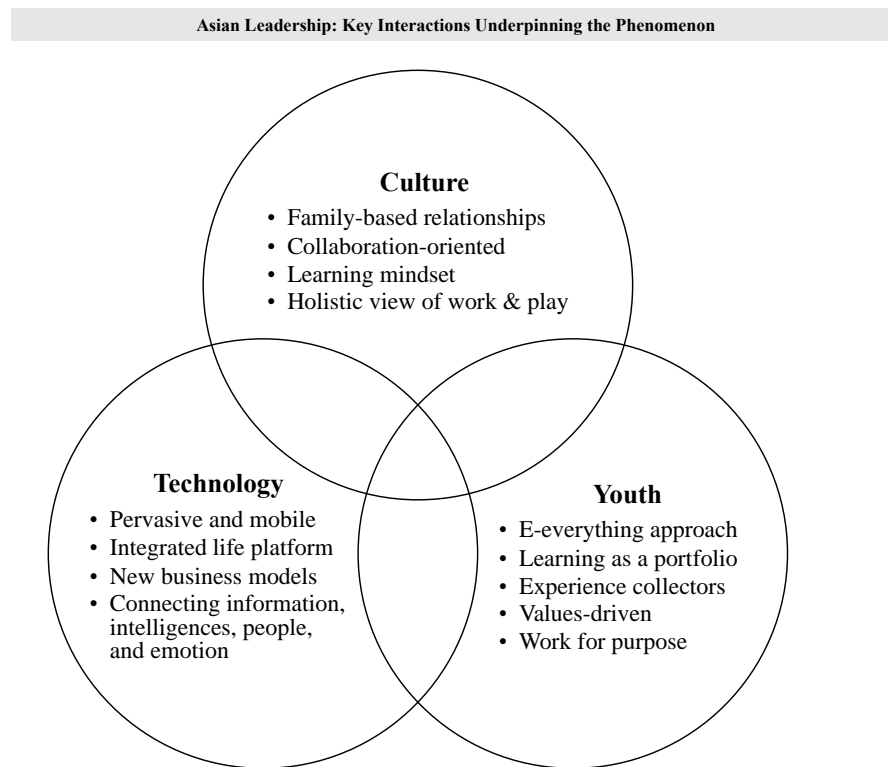 Asian Leadership: Key Interactions Underpinning the Phenomenon
Culture
• Family-based relationships
• Collaboration-oriented
• Learning mindset
• Holistic view of work & play
Technology
• Pervasive and mobile
• Integrated life platform
• New business models
• Connecting information,
intelligences, people,
and emotion
Youth
• E-everything approach
• Learning as a portfolio
• Experience collectors
• Values-driven
• Work for purpose